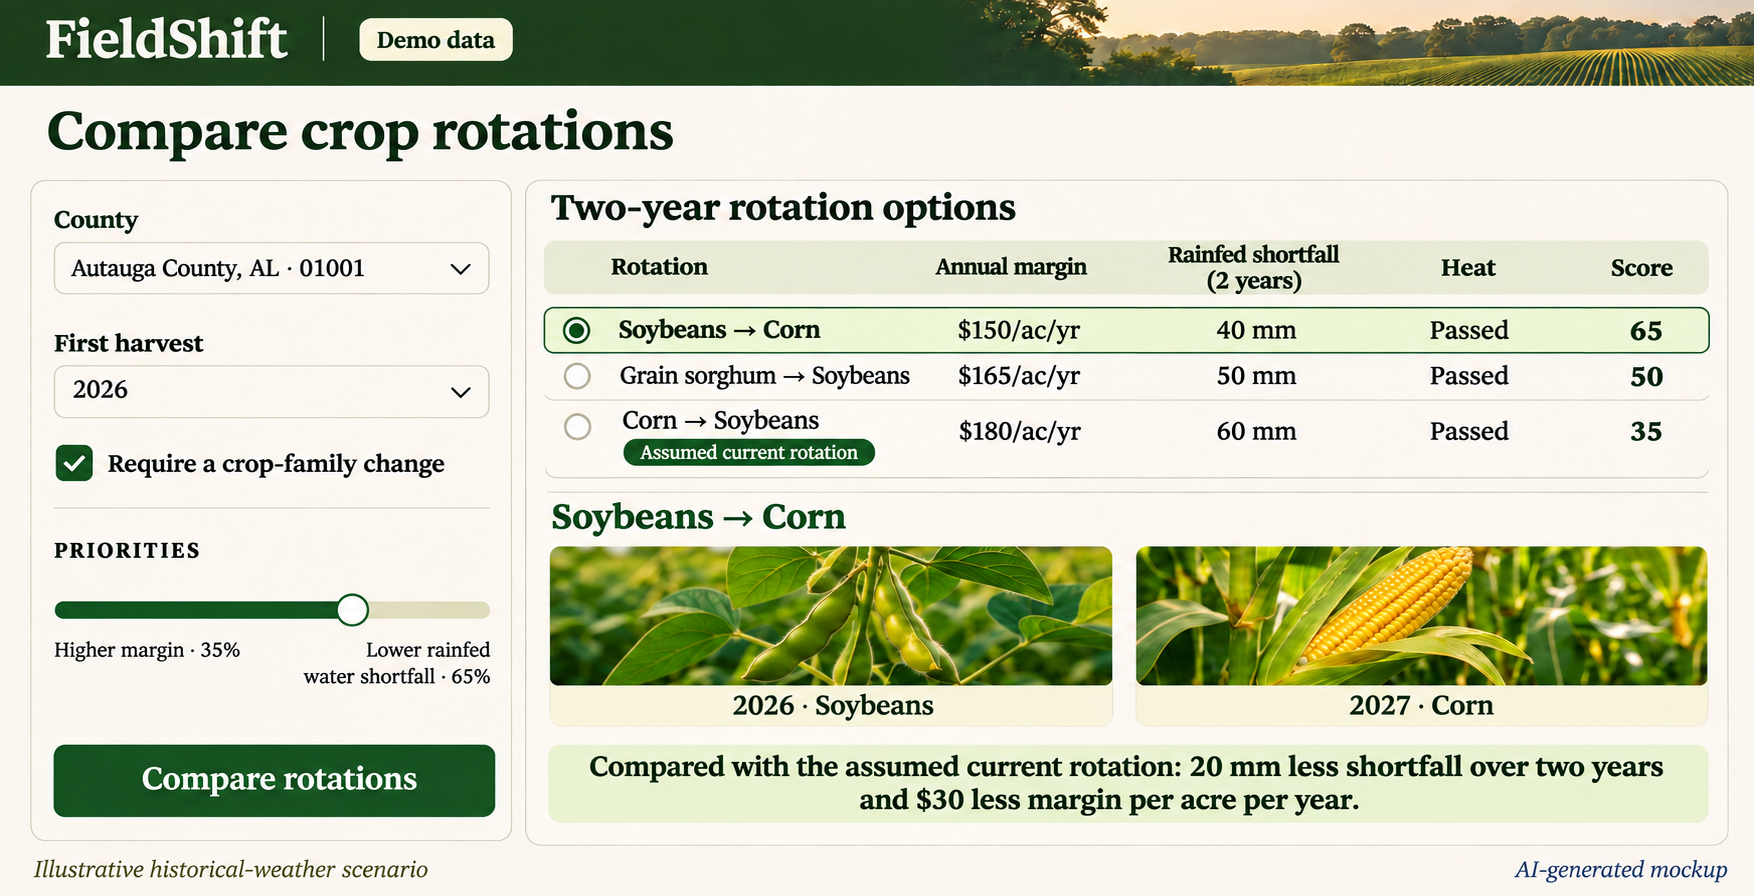 FieldShift
Demo data
Compare crop rotations
County
Autauga County, AL · 01001
First harvest
2026
Require a crop-family change
PRIORITIES
Higher margin · 35%
Lower rainfed
water shortfall · 65%
Compare rotations
Two-year rotation options
Rotation
Annual margin
Rainfed shortfall
(2 years)
Heat
Score
Soybeans → Corn
$150/ac/yr
40 mm
Passed
65
Grain sorghum → Soybeans
$165/ac/yr
50 mm
Passed
50
Corn → Soybeans
Assumed current rotation
$180/ac/yr
60 mm
Passed
35
Soybeans → Corn
2026 · Soybeans
2027 · Corn
Compared with the assumed current rotation: 20 mm less shortfall over two years
and $30 less margin per acre per year.
Illustrative historical-weather scenario
AI-generated mockup